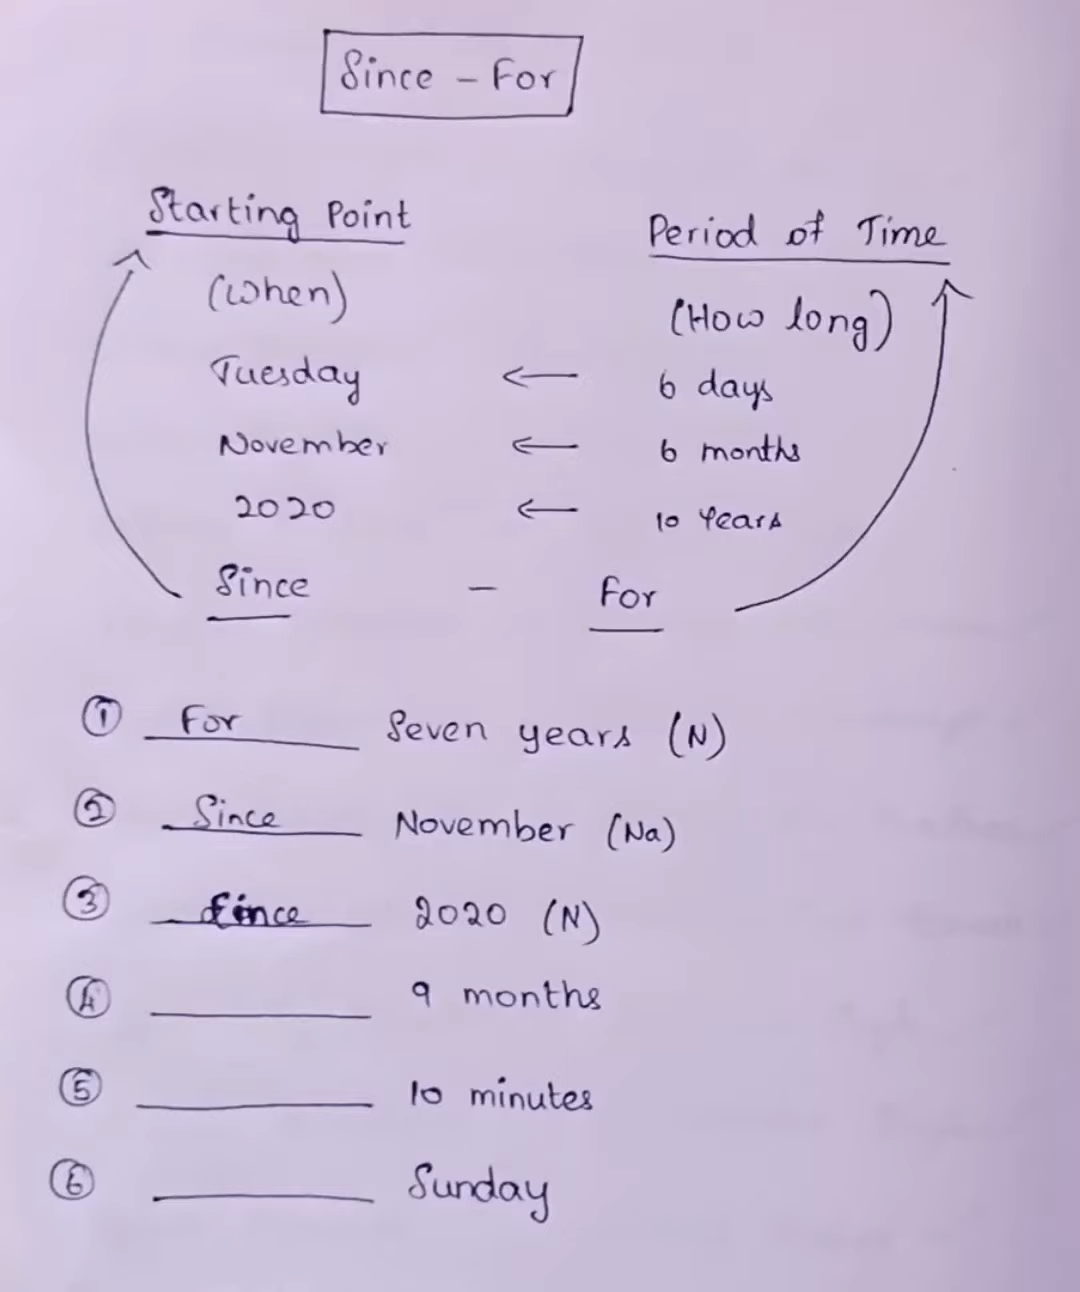 Since - For
Starting Point
Period of Time
(When)
(How long)
Tuesday ← 6 days
November ← 6 months
2020 ← 10 Years
Since - For
① For Seven years (N)
② Since November (Na)
③ Since 2020 (N)
④ 9 months
⑤ 10 minutes
⑥ Sunday